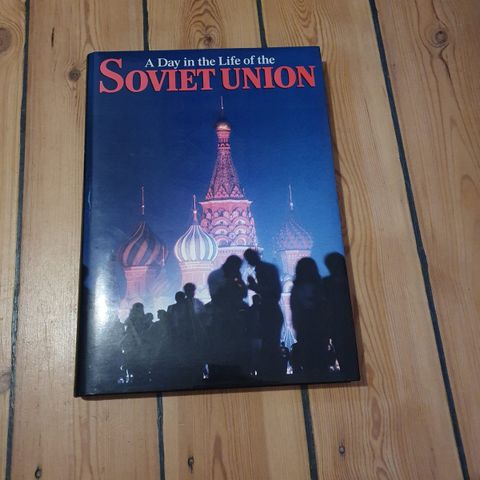 A Day in the Life of the
SOVIET UNION